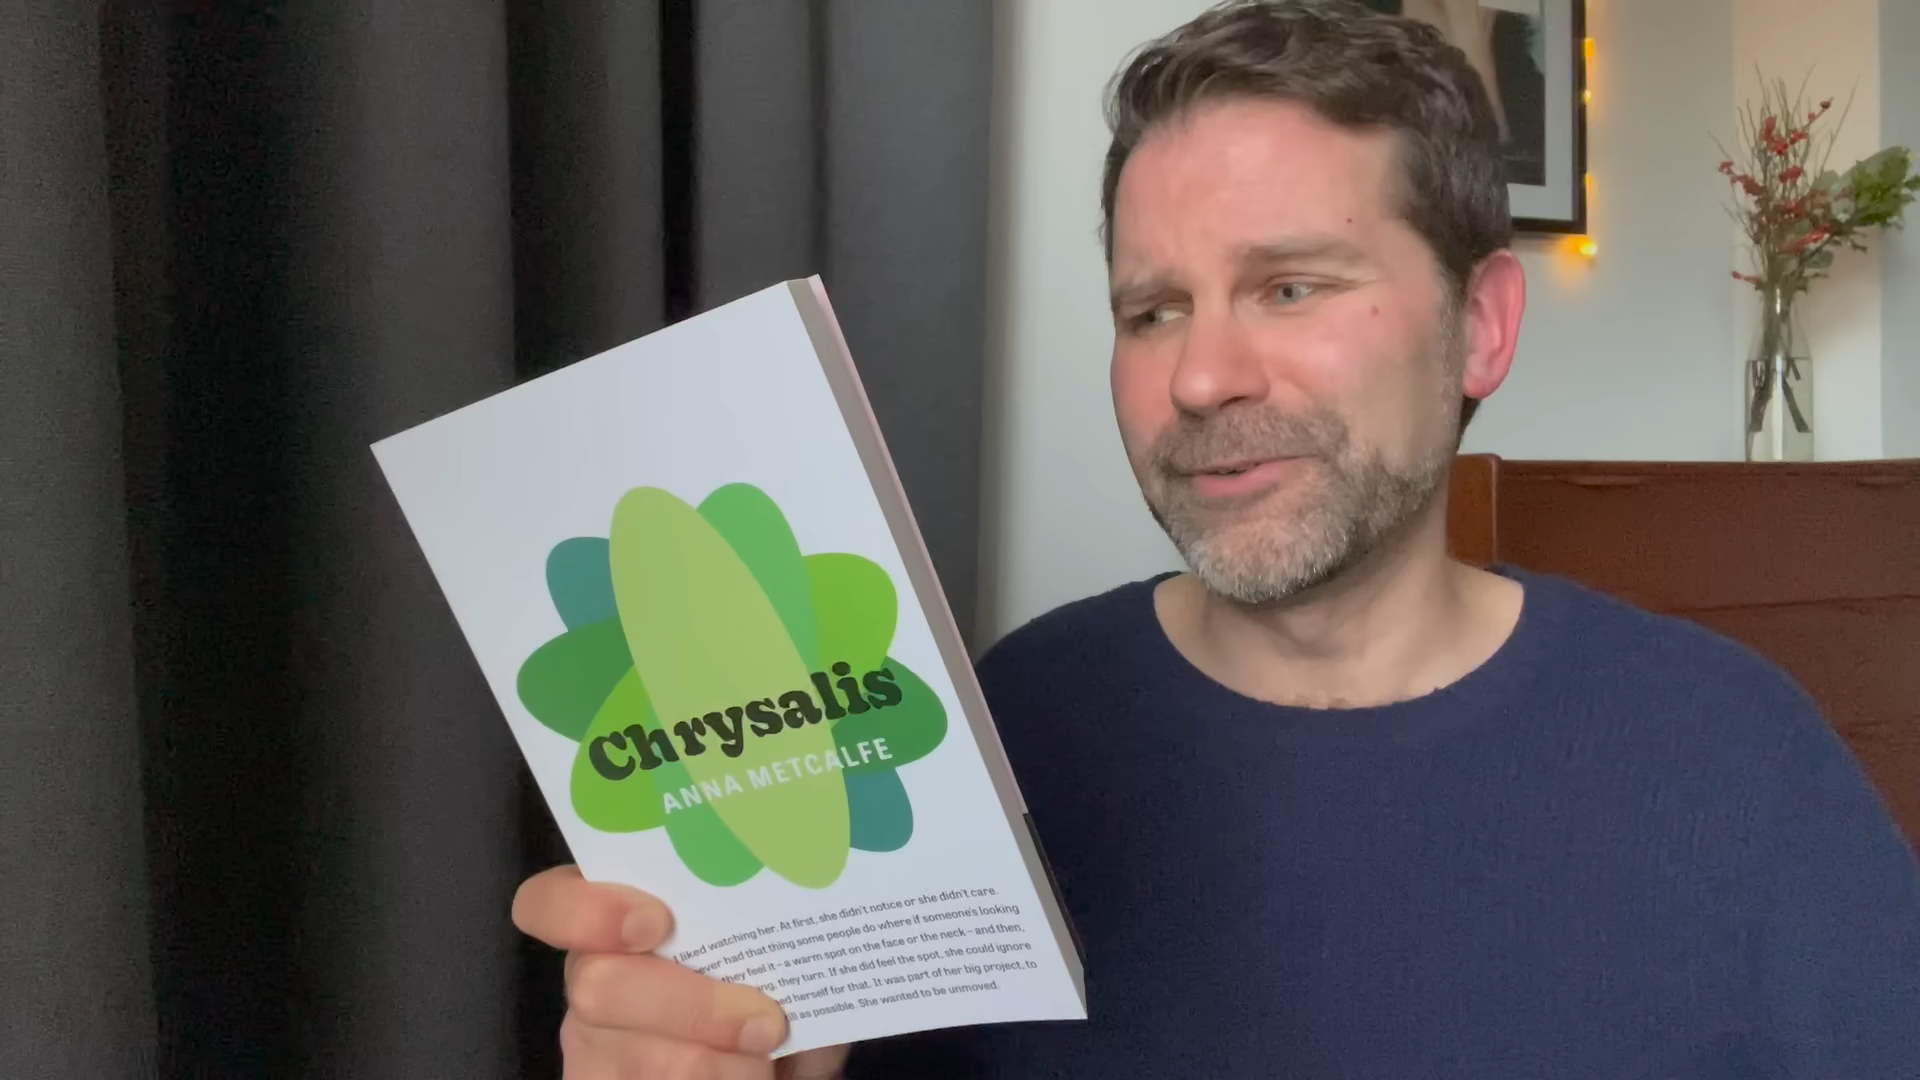 Chrysalis
ANNA METCALFE
I liked watching her. At first, she didn't notice or she didn't care.
never had that thing some people do where if someone's looking
they feel it – a warm spot on the face or the neck – and then,
they turn. If she did feel the spot, she could ignore
herself for that. It was part of her big project, to
as possible. She wanted to be unmoved.